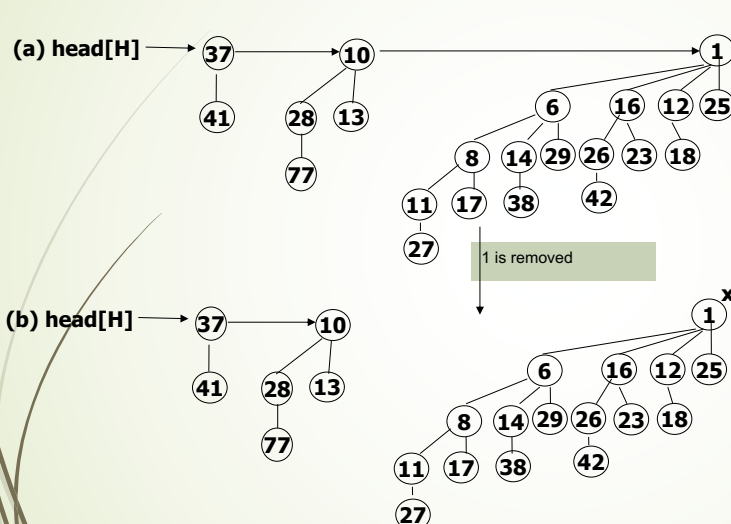 (a) head[H] 37 10 1
6 16 12 25
41 28 13
8 14 29 26 23 18
77
11 17 38 42
27
1 is removed
x
(b) head[H] 37 10 1
6 16 12 25
41 28 13
8 14 29 26 23 18
77
11 17 38 42
27